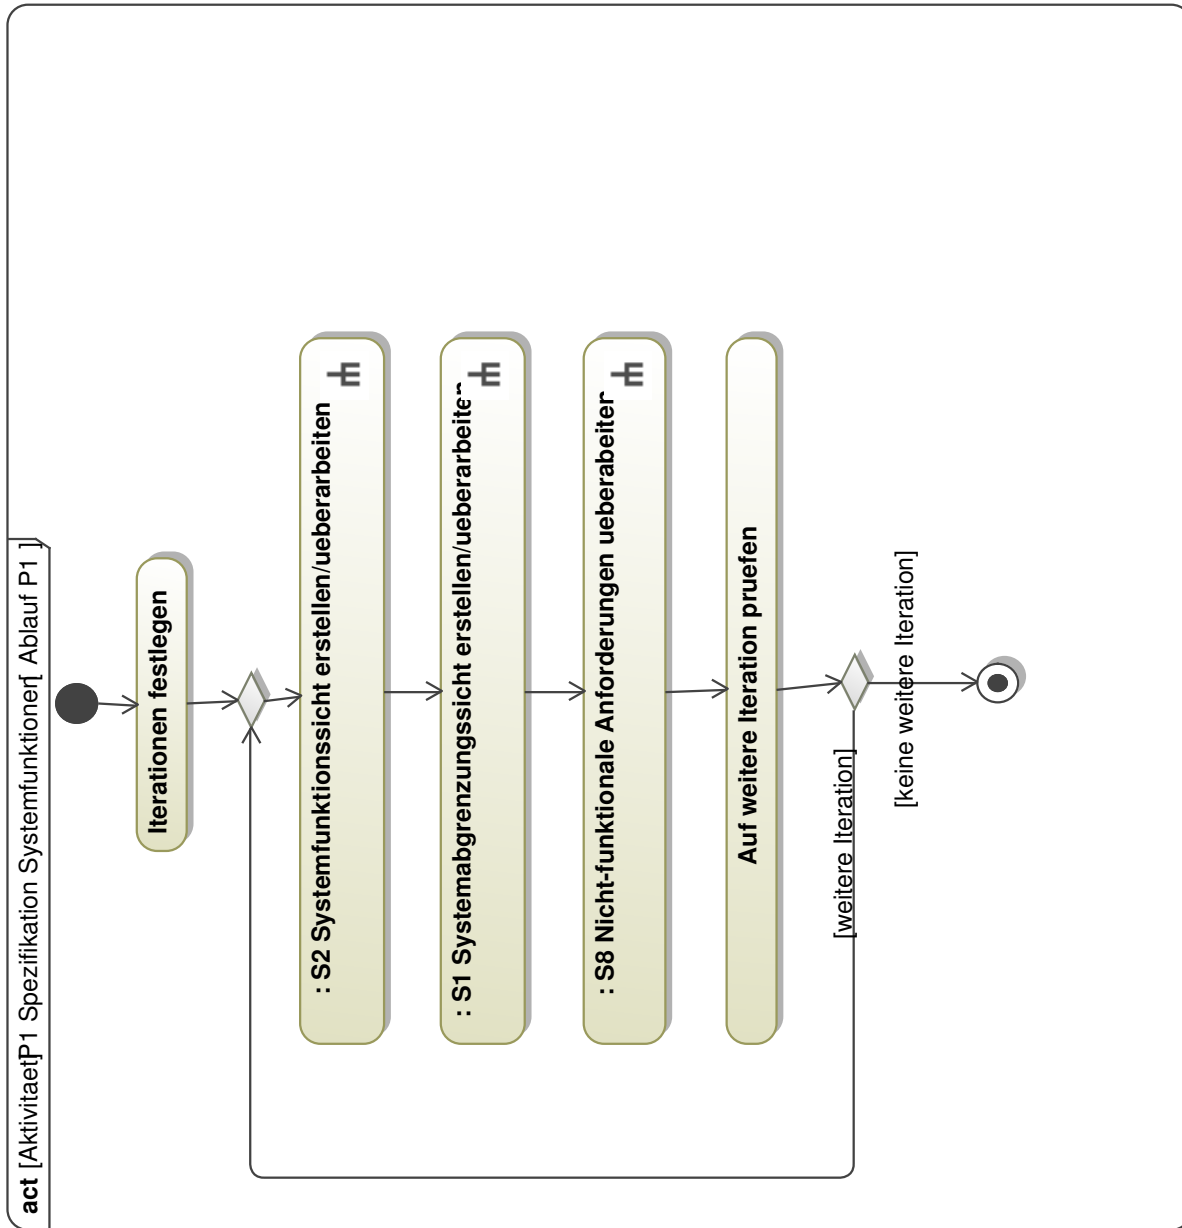 act [Aktivitaet]P1 Spezifikation Systemfunktionen[ Ablauf P1 ]
Iterationen festlegen
: S2 Systemfunktionssicht erstellen/ueberarbeiten
: S1 Systemabgrenzungssicht erstellen/ueberarbeiten
: S8 Nicht-funktionale Anforderungen ueberabeiten
Auf weitere Iteration pruefen
[weitere Iteration]
[keine weitere Iteration]